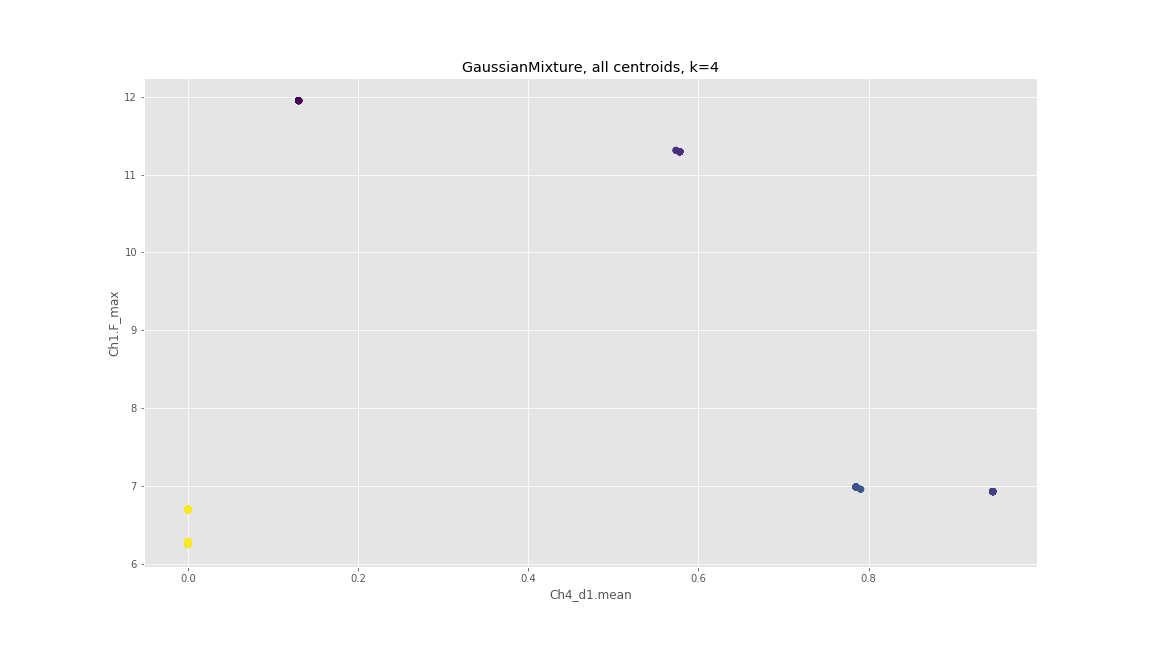 GaussianMixture, all centroids, k=4
12
11
10
9
8
7
6
Ch1.F_max
0.0 0.2 0.4 0.6 0.8
Ch4_d1.mean